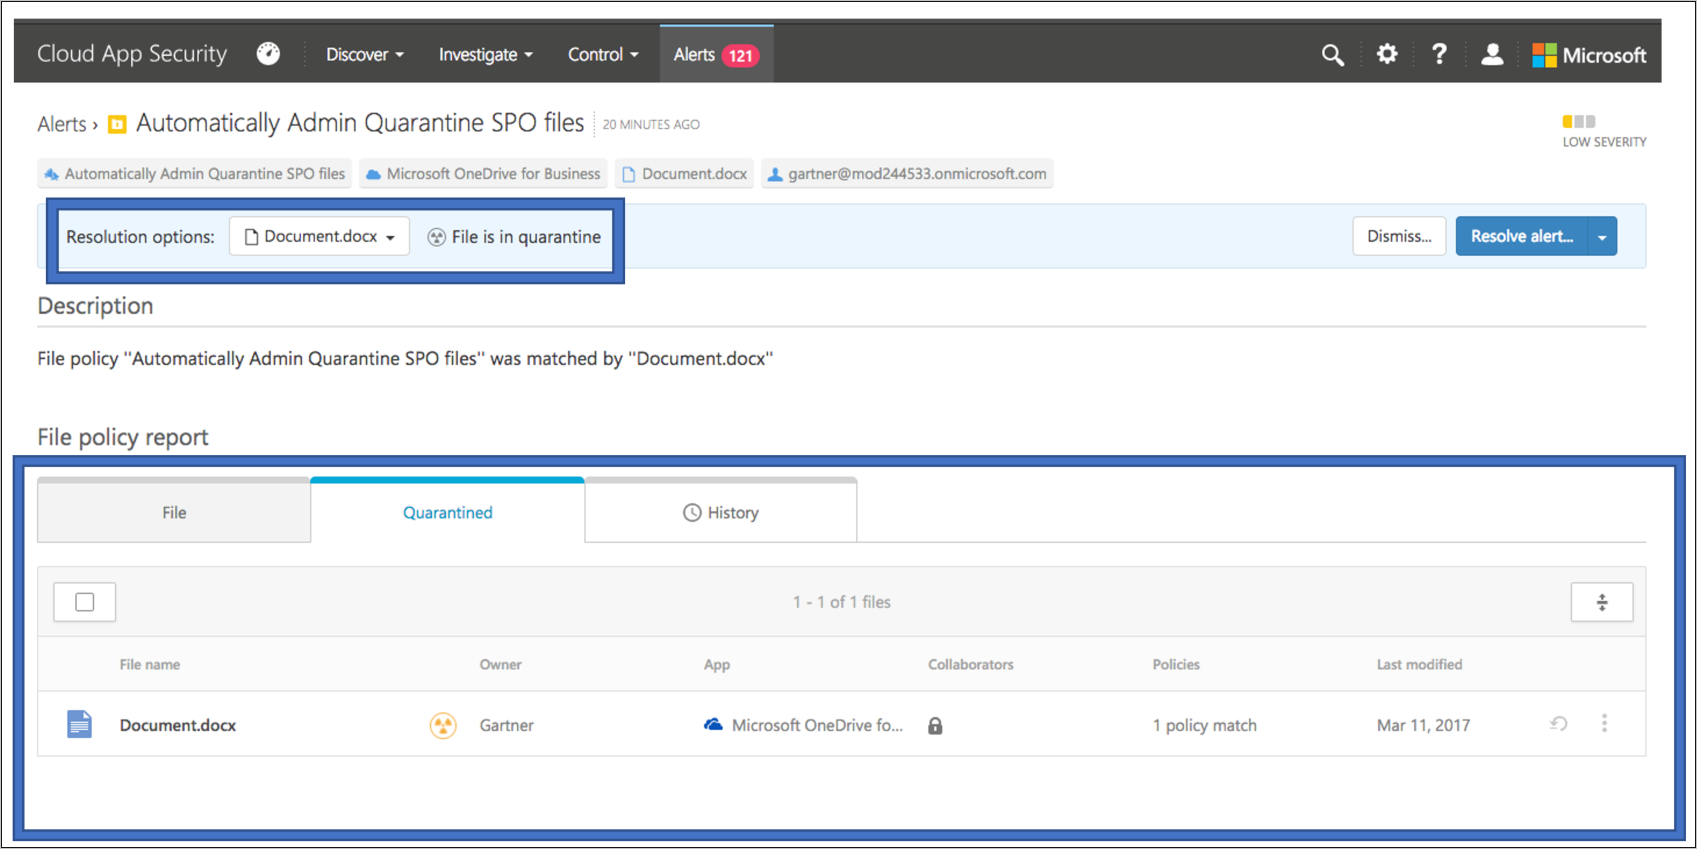 Cloud App Security Discover Investigate Control Alerts 121 ? Microsoft
Alerts › Automatically Admin Quarantine SPO files 20 MINUTES AGO
LOW SEVERITY
Automatically Admin Quarantine SPO files Microsoft OneDrive for Business Document.docx gartner@mod244533.onmicrosoft.com
Resolution options: Document.docx File is in quarantine Dismiss... Resolve alert...
Description
File policy "Automatically Admin Quarantine SPO files" was matched by "Document.docx"
File policy report
File Quarantined History
1 - 1 of 1 files
File name Owner App Collaborators Policies Last modified
Document.docx Gartner Microsoft OneDrive fo... 1 policy match Mar 11, 2017